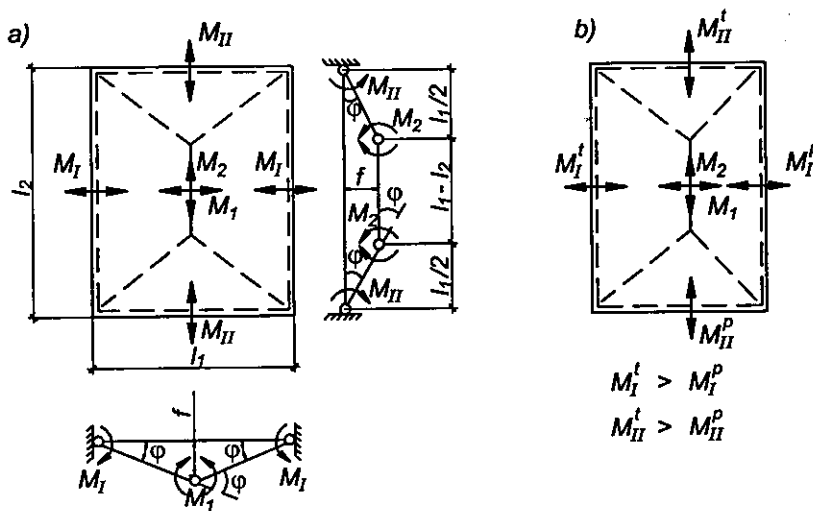 a)
M_II
M_I
M_2
M_1
M_I
M_II
l_2
l_1
M_II
φ
M_2
f
φ
M_2
φ
M_II
l_1/2
l_1-l_2
l_1/2
f
φ
φ
φ
M_I
M_1
M_I
b)
M_II^t
M_I^t
M_2
M_1
M_II^p
M_I^t > M_I^p
M_II^t > M_II^p